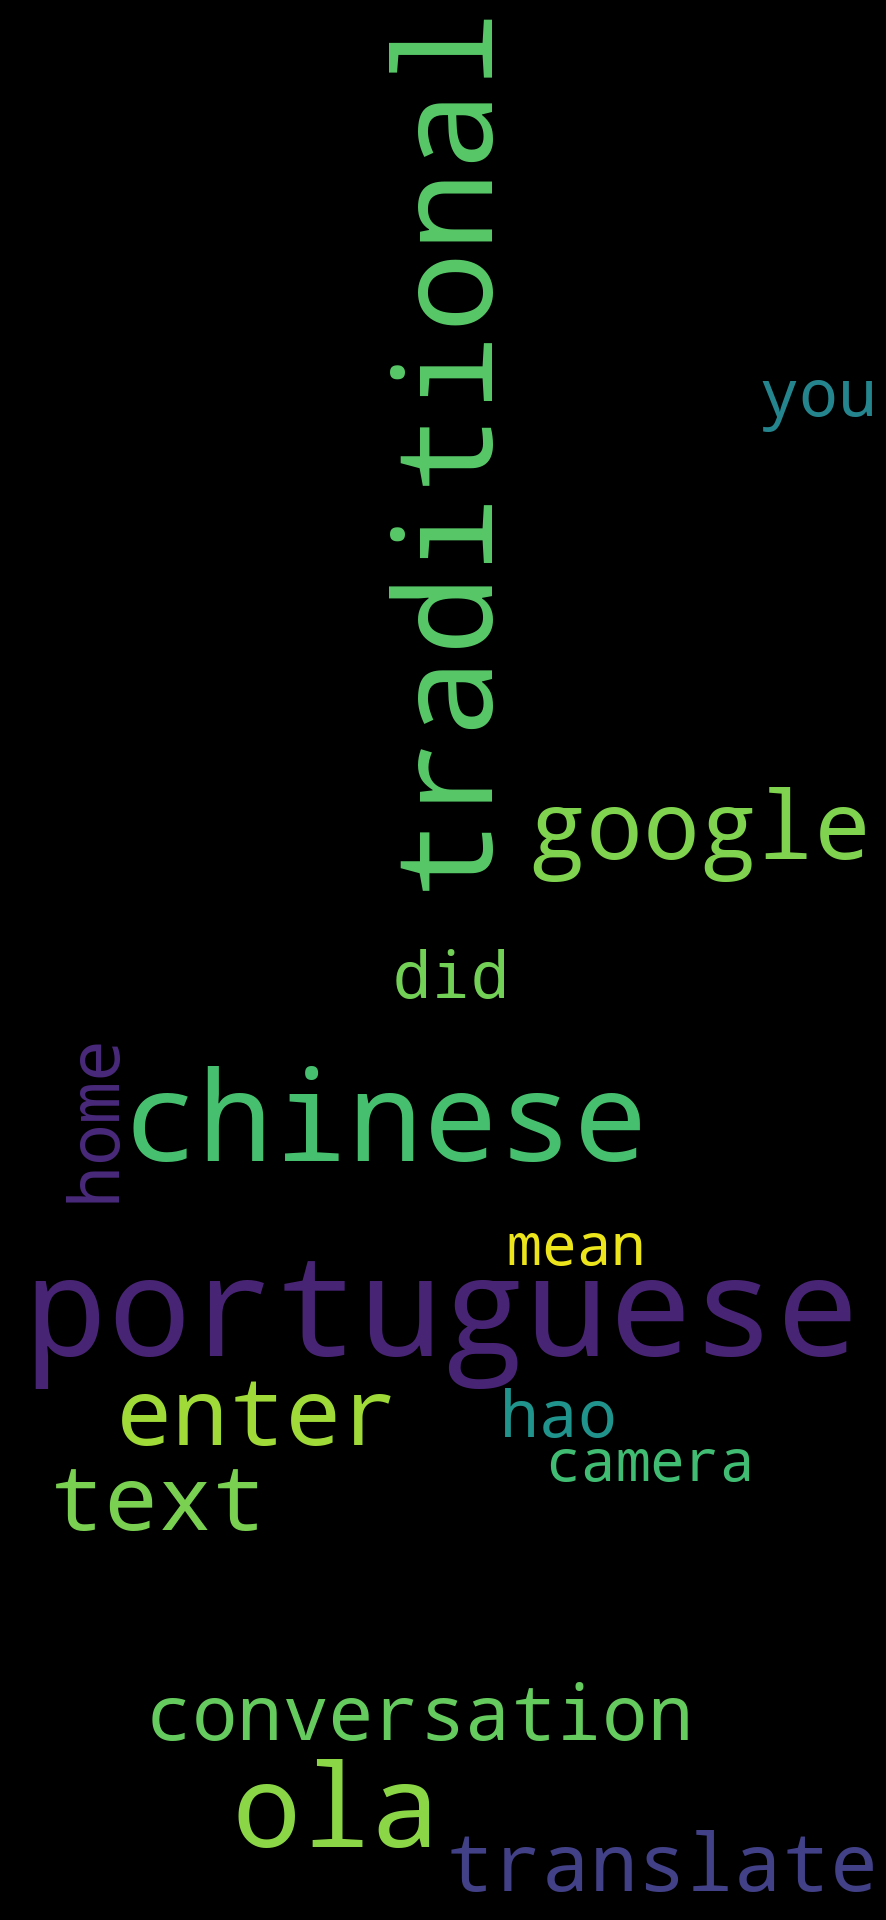 traditional
you
google
did
home
chinese
mean
portuguese
enter
hao
camera
text
conversation
ola
translate